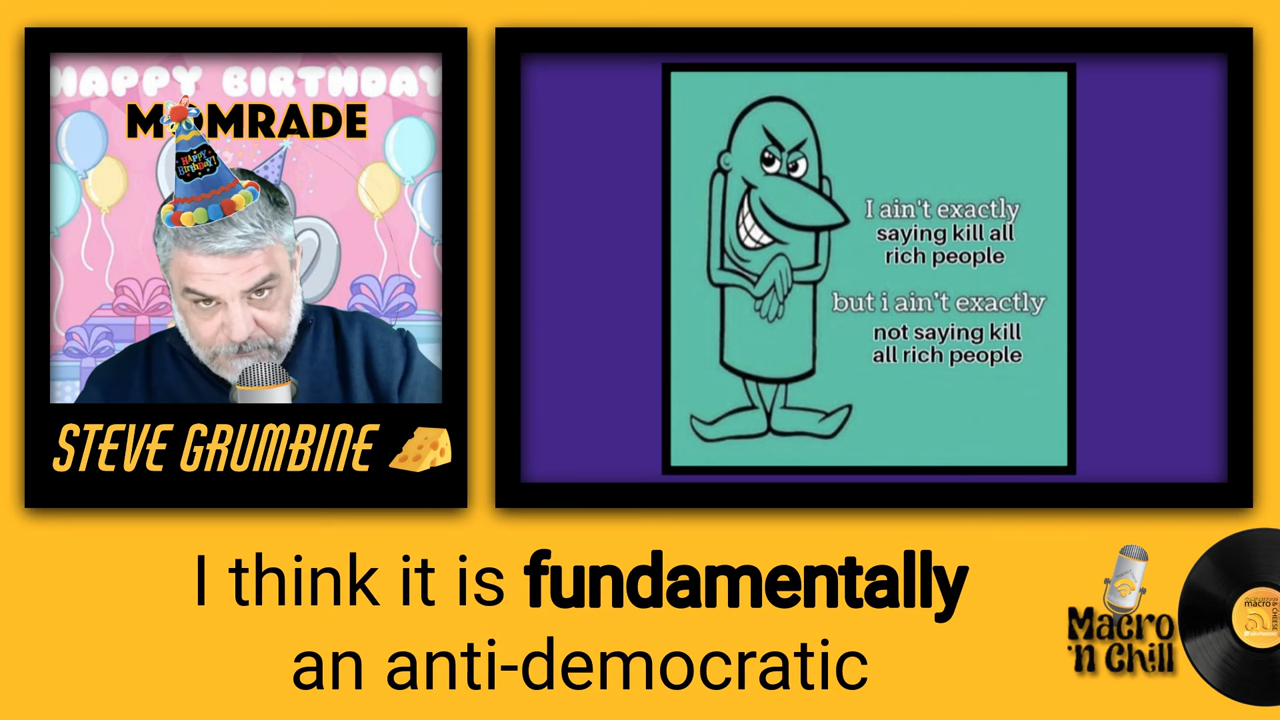 HAPPY BIRTHDAY
MOMRADE
HAPPY
Birthday!
STEVE GRUMBINE
I ain't exactly
saying kill all
rich people
but i ain't exactly
not saying kill
all rich people
I think it is fundamentally
an anti-democratic
Macro
'N Chill
macro